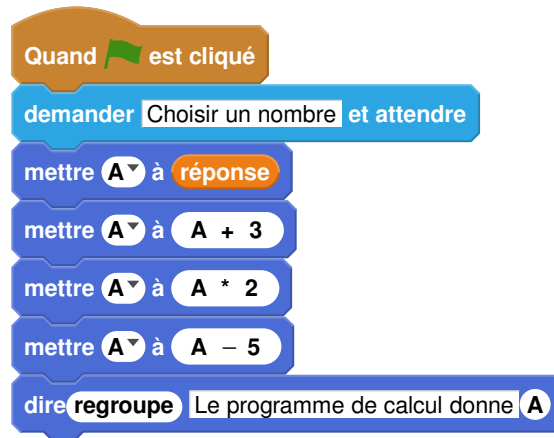 Quand est cliqué
demander Choisir un nombre et attendre
mettre A à réponse
mettre A à A + 3
mettre A à A * 2
mettre A à A − 5
dire regroupe Le programme de calcul donne A